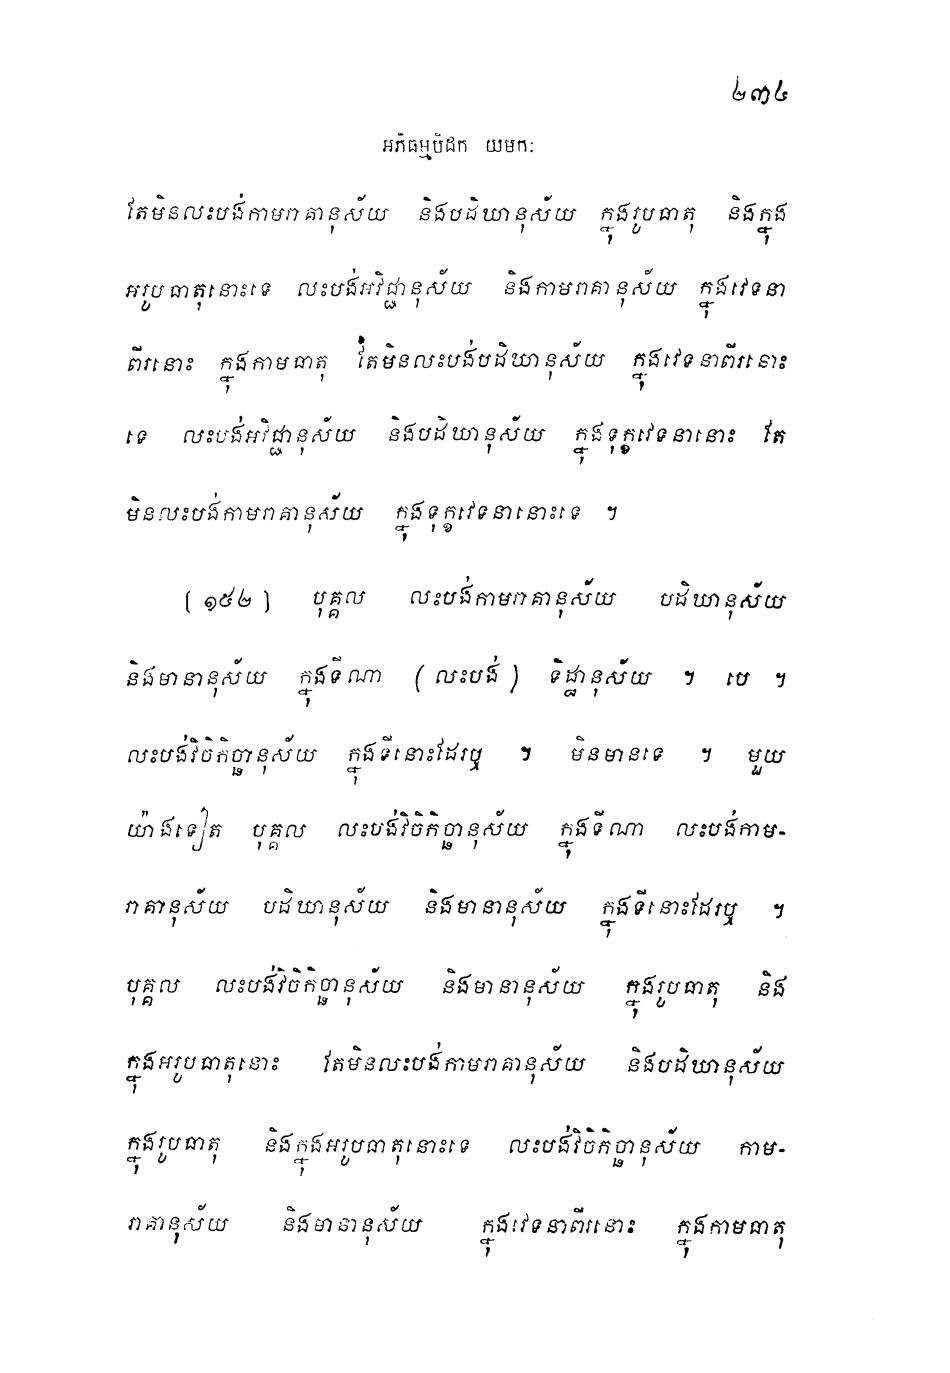 ២៣៤
អភិធម្មបិដក យមកៈ
តែមិនលះបង់កាមរាគានុស័យ និងបដិឃានុស័យ ក្នុងរូបធាតុ និងក្នុង
អរូបធាតុនោះទេ លះបង់អវិជ្ជានុស័យ និងកាមរាគានុស័យ ក្នុងវេទនា
ពីរនោះ ក្នុងកាមធាតុ តែមិនលះបង់បដិឃានុស័យ ក្នុងវេទនាពីរនោះ
ទេ លះបង់អវិជ្ជានុស័យ និងបដិឃានុស័យ ក្នុងទុក្ខវេទនានោះ តែ
មិនលះបង់កាមរាគានុស័យ ក្នុងទុក្ខវេទនានោះទេ ។
(១៥២) បុគ្គល លះបង់កាមរាគានុស័យ បដិឃានុស័យ
និងមានានុស័យ ក្នុងទីណា (លះបង់) ទិដ្ឋានុស័យ ។ បេ ។
លះបង់វិចិកិច្ឆានុស័យ ក្នុងទីនោះដែរឬ ។ មិនមានទេ ។ មួយ
យ៉ាងទៀត បុគ្គល លះបង់វិចិកិច្ឆានុស័យ ក្នុងទីណា លះបង់កាម-
រាគានុស័យ បដិឃានុស័យ និងមានានុស័យ ក្នុងទីនោះដែរឬ ។
បុគ្គល លះបង់វិចិកិច្ឆានុស័យ និងមានានុស័យ ក្នុងរូបធាតុ និង
ក្នុងអរូបធាតុនោះ តែមិនលះបង់កាមរាគានុស័យ និងបដិឃានុស័យ
ក្នុងរូបធាតុ និងក្នុងអរូបធាតុនោះទេ លះបង់វិចិកិច្ឆានុស័យ កាម-
រាគានុស័យ និងមានានុស័យ ក្នុងវេទនាពីរនោះ ក្នុងកាមធាតុ